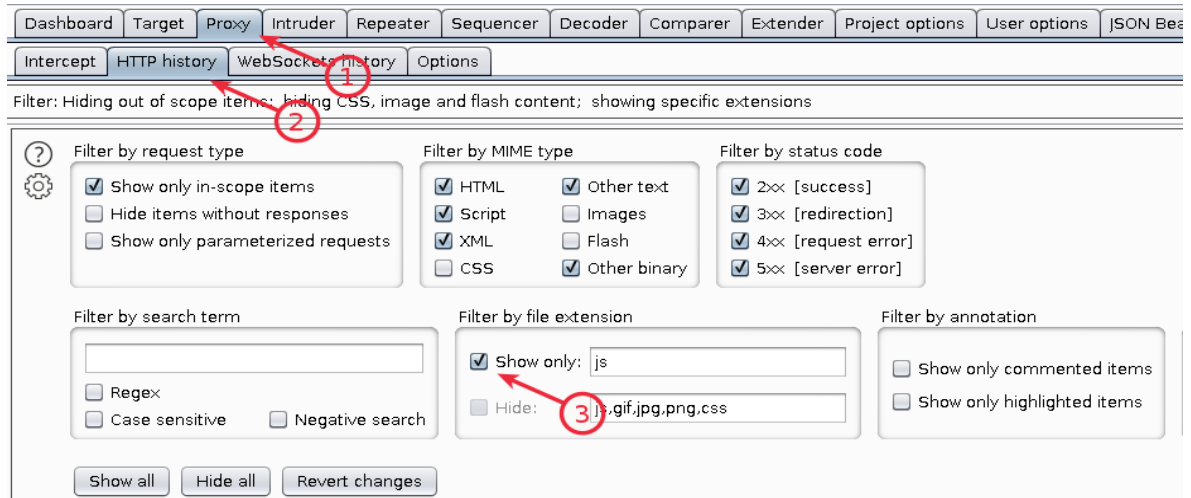 Dashboard Target Proxy Intruder Repeater Sequencer Decoder Comparer Extender Project options User options JSON Bea
Intercept HTTP history WebSockets history Options
1
Filter: Hiding out of scope items; hiding CSS, image and flash content; showing specific extensions
2
Filter by request type Filter by MIME type Filter by status code
Show only in-scope items HTML Other text 2xx [success]
Hide items without responses Script Images 3xx [redirection]
Show only parameterized requests XML Flash 4xx [request error]
CSS Other binary 5xx [server error]
Filter by search term Filter by file extension Filter by annotation
Show only: js Show only commented items
Regex
Hide: js,gif,jpg,png,css Show only highlighted items
3
Case sensitive Negative search
Show all Hide all Revert changes